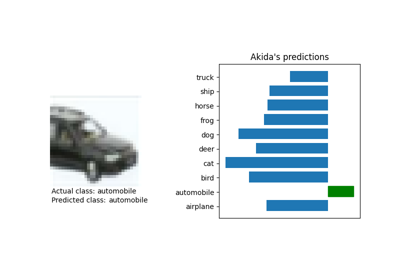 Akida's predictions
truck
ship
horse
frog
dog
deer
cat
bird
automobile
airplane
Actual class: automobile
Predicted class: automobile